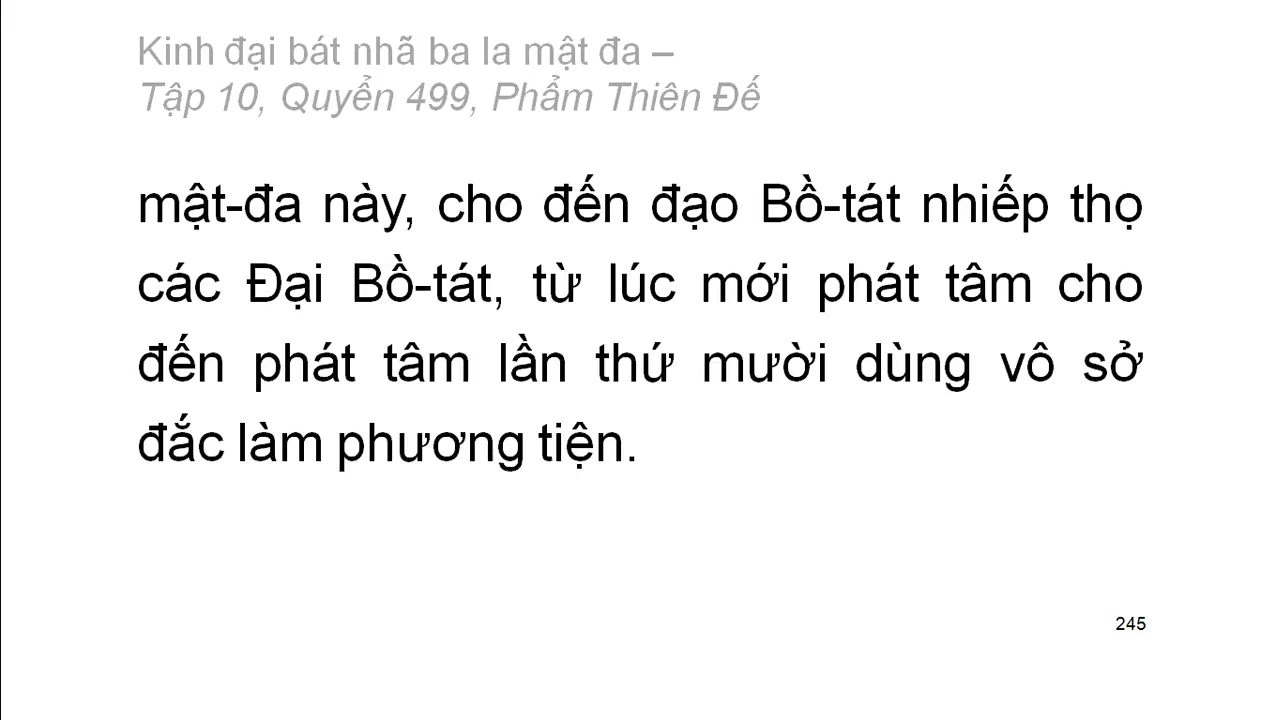 Kinh đại bát nhã ba la mật đa –
Tập 10, Quyển 499, Phẩm Thiên Đế
mật-đa này, cho đến đạo Bồ-tát nhiếp thọ
các Đại Bồ-tát, từ lúc mới phát tâm cho
đến phát tâm lần thứ mười dùng vô sở
đắc làm phương tiện.
245